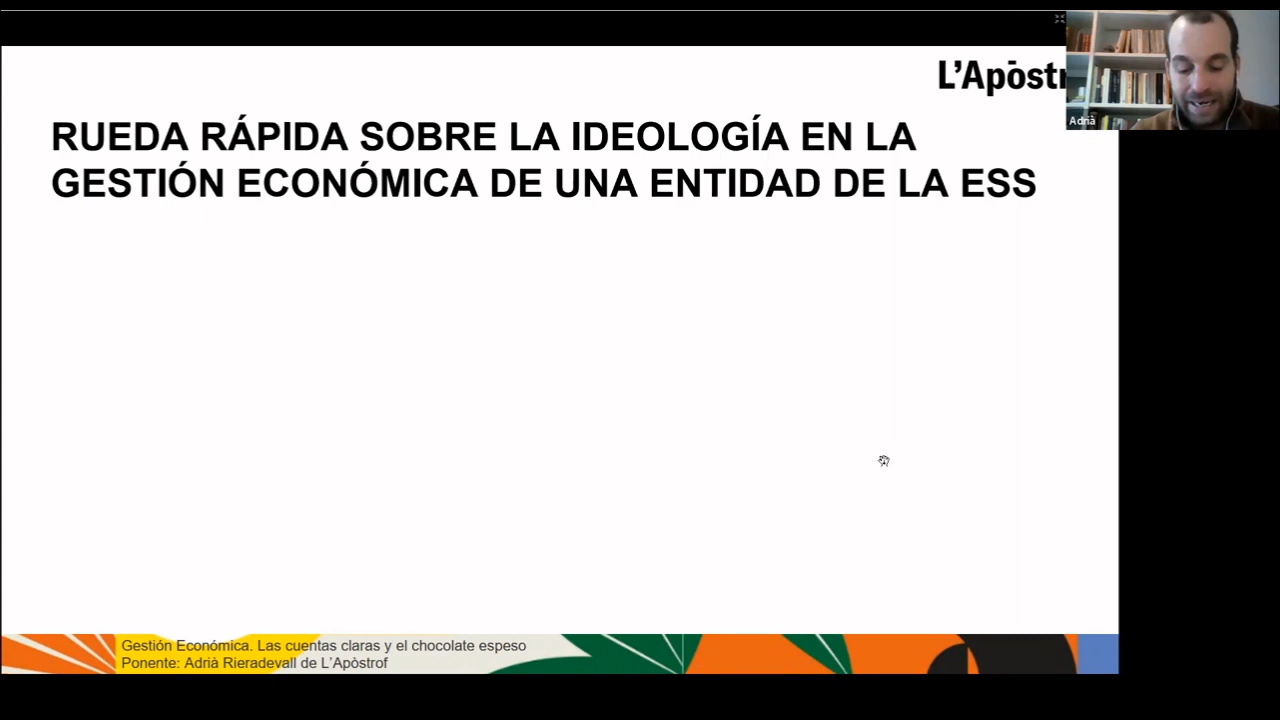 L'Apòstr
RUEDA RÁPIDA SOBRE LA IDEOLOGÍA EN LA
GESTIÓN ECONÓMICA DE UNA ENTIDAD DE LA ESS
Adrià
Gestión Económica. Las cuentas claras y el chocolate espeso
Ponente: Adrià Rieradevall de L'Apòstrof